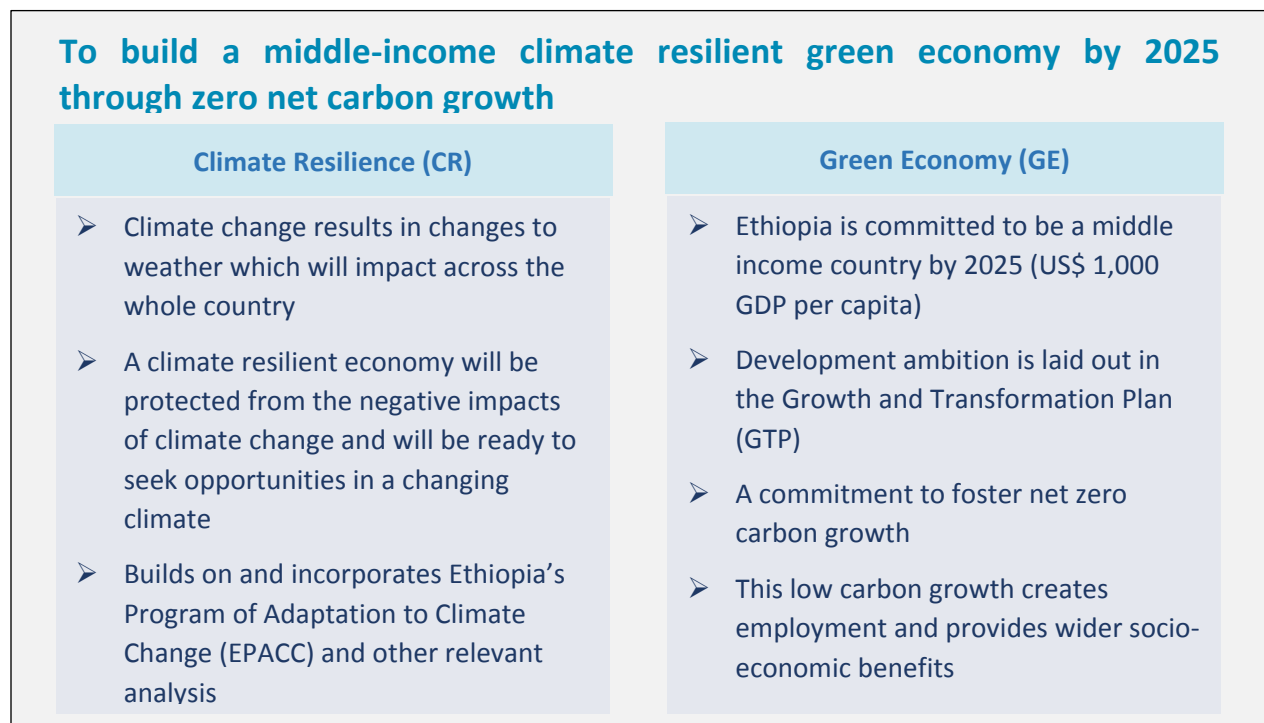 To build a middle-income climate resilient green economy by 2025
through zero net carbon growth
Climate Resilience (CR)
➢ Climate change results in changes to
weather which will impact across the
whole country
➢ A climate resilient economy will be
protected from the negative impacts
of climate change and will be ready to
seek opportunities in a changing
climate
➢ Builds on and incorporates Ethiopia’s
Program of Adaptation to Climate
Change (EPACC) and other relevant
analysis
Green Economy (GE)
➢ Ethiopia is committed to be a middle
income country by 2025 (US$ 1,000
GDP per capita)
➢ Development ambition is laid out in
the Growth and Transformation Plan
(GTP)
➢ A commitment to foster net zero
carbon growth
➢ This low carbon growth creates
employment and provides wider socio-
economic benefits